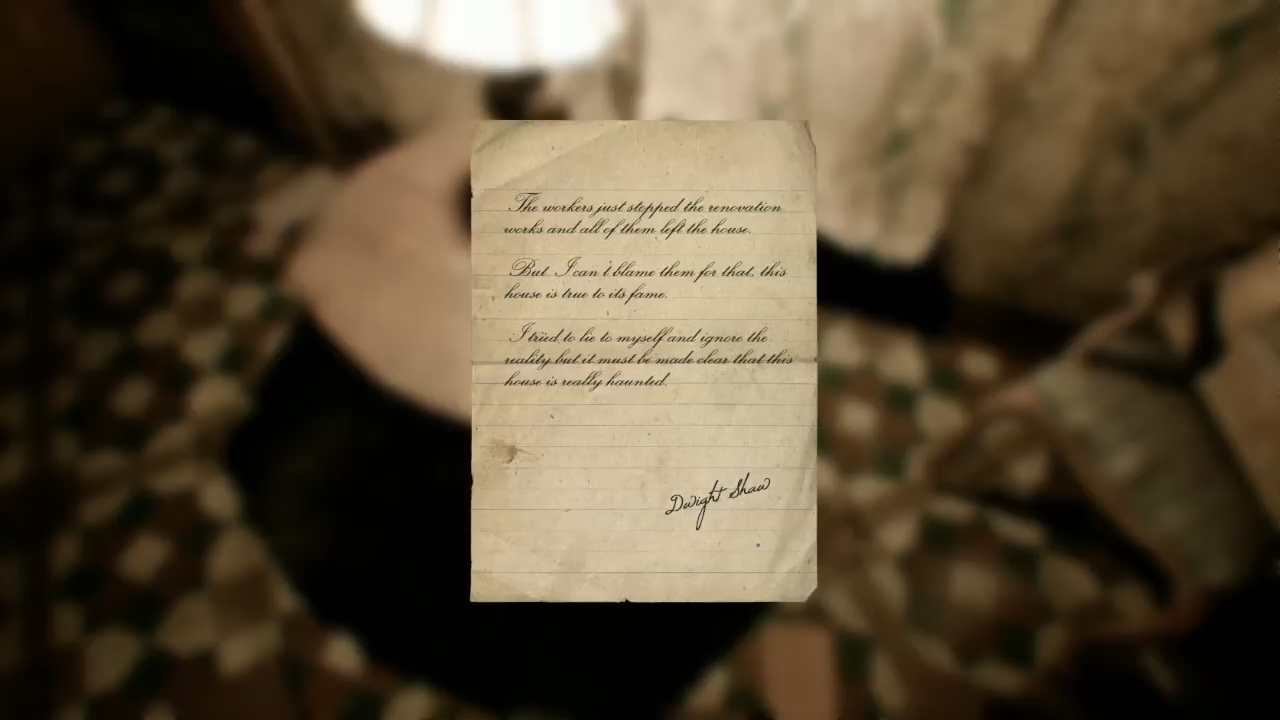 The workers just stopped the renovation
works and all of them left the house.
But I can't blame them for that, this
house is true to its fame.
I tried to lie to myself and ignore the
reality but it must be made clear that this
house is really haunted.
Dwight Shaw